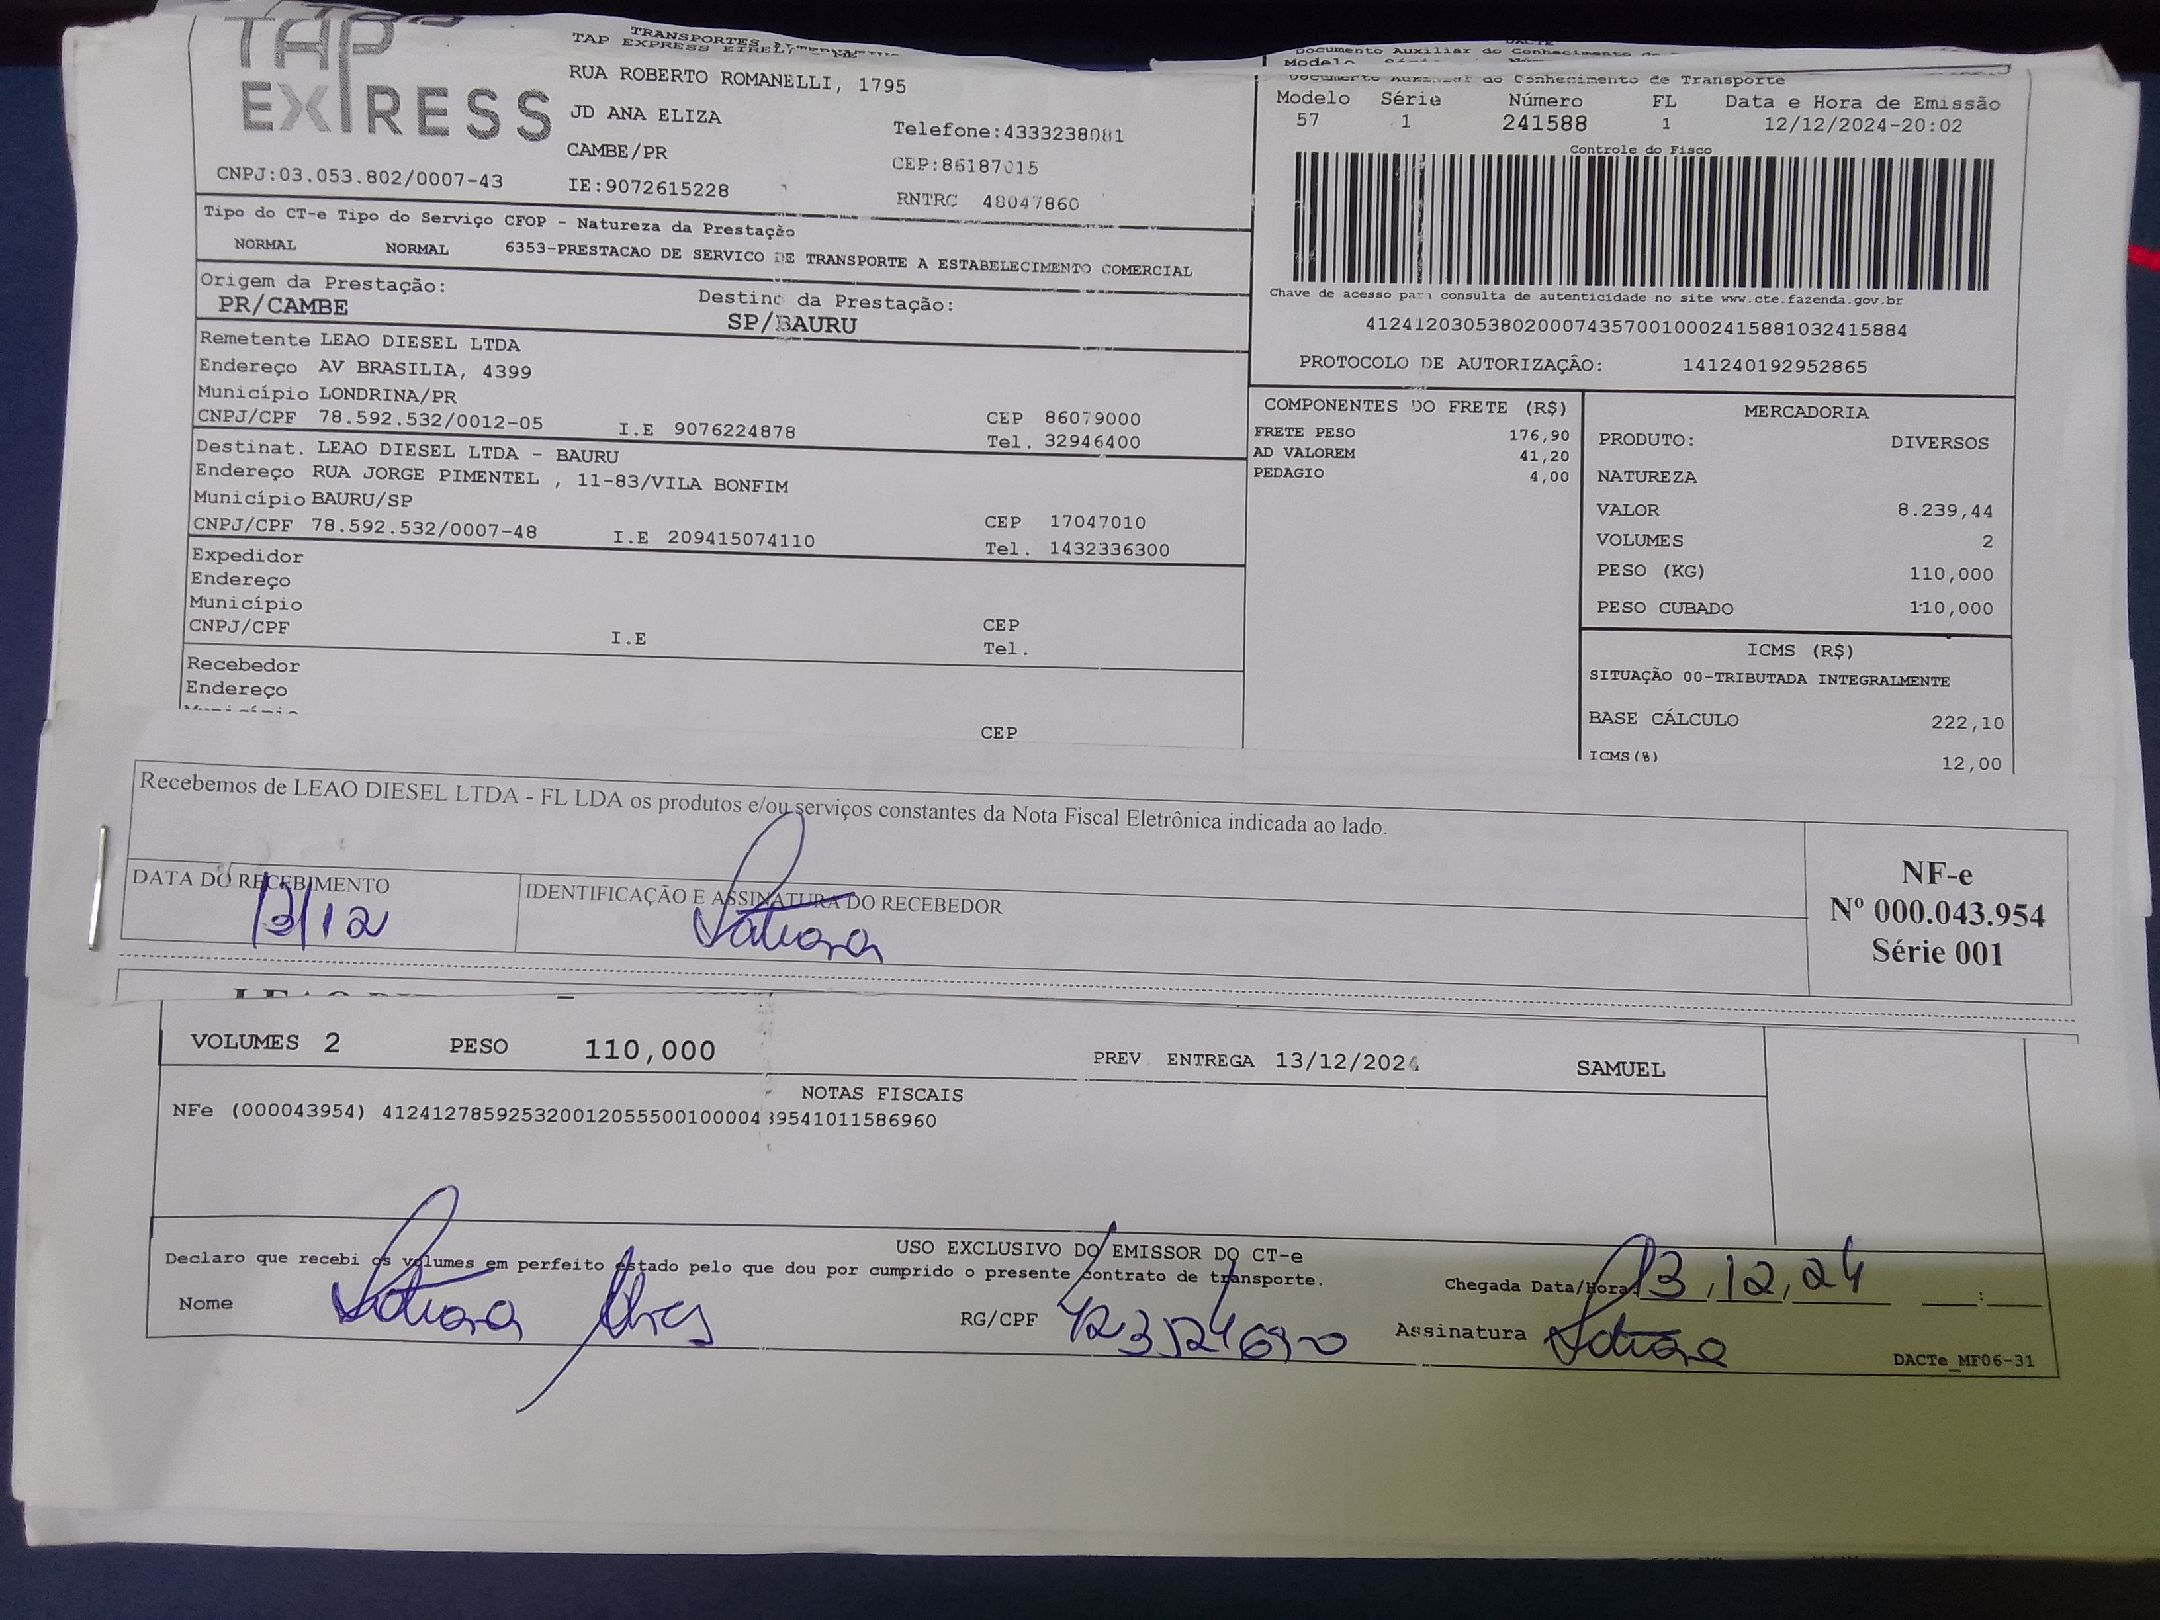 TAP
EXPRESS
TAP EXPRESS EIRELI
RUA ROBERTO ROMANELLI, 1795
JD ANA ELIZA
Telefone:4333238081
CAMBE/PR
CEP:86187015
CNPJ:03.053.802/0007-43
IE:9072615228
RNTRC 48047860
Documento Auxiliar do Conhecimento de
Documento Auxiliar do Conhecimento de Transporte
Modelo Série Número FL Data e Hora de Emissão
57 1 241588 1 12/12/2024-20:02
Controle do Fisco
Chave de acesso para consulta de autenticidade no site www.cte.fazenda.gov.br
41241203053802000743570010002415881032415884
PROTOCOLO DE AUTORIZAÇÃO: 141240192952865
Tipo do CT-e Tipo do Serviço CFOP - Natureza da Prestação
NORMAL NORMAL 6353-PRESTACAO DE SERVICO DE TRANSPORTE A ESTABELECIMENTO COMERCIAL
Origem da Prestação: Destino da Prestação:
PR/CAMBE SP/BAURU
Remetente LEAO DIESEL LTDA
Endereço AV BRASILIA, 4399
Município LONDRINA/PR
CEP 86079000
CNPJ/CPF 78.592.532/0012-05 I.E 9076224878 Tel. 32946400
Destinat. LEAO DIESEL LTDA - BAURU
Endereço RUA JORGE PIMENTEL , 11-83/VILA BONFIM
Município BAURU/SP
CEP 17047010
CNPJ/CPF 78.592.532/0007-48 I.E 209415074110 Tel. 1432336300
Expedidor
Endereço
Município
CEP
CNPJ/CPF I.E Tel.
Recebedor
Endereço
Município
CEP
COMPONENTES DO FRETE (R$)
FRETE PESO 176,90
AD VALOREM 41,20
PEDAGIO 4,00
MERCADORIA
PRODUTO: DIVERSOS
NATUREZA
VALOR 8.239,44
VOLUMES 2
PESO (KG) 110,000
PESO CUBADO 110,000
ICMS (R$)
SITUAÇÃO 00-TRIBUTADA INTEGRALMENTE
BASE CÁLCULO 222,10
ICMS(%) 12,00
Recebemos de LEAO DIESEL LTDA - FL LDA os produtos e/ou serviços constantes da Nota Fiscal Eletrônica indicada ao lado.
DATA DO RECEBIMENTO
13/12
IDENTIFICAÇÃO E ASSINATURA DO RECEBEDOR
NF-e
Nº 000.043.954
Série 001
VOLUMES 2 PESO 110,000 PREV. ENTREGA 13/12/2024 SAMUEL
NOTAS FISCAIS
NFe (000043954) 41241278592532001205550010000439541011586960
USO EXCLUSIVO DO EMISSOR DO CT-e
Declaro que recebi os volumes em perfeito estado pelo que dou por cumprido o presente contrato de transporte.
Chegada Data/Hora: 13,12,24 :
Nome
RG/CPF
Assinatura
DACTe_MF06-31